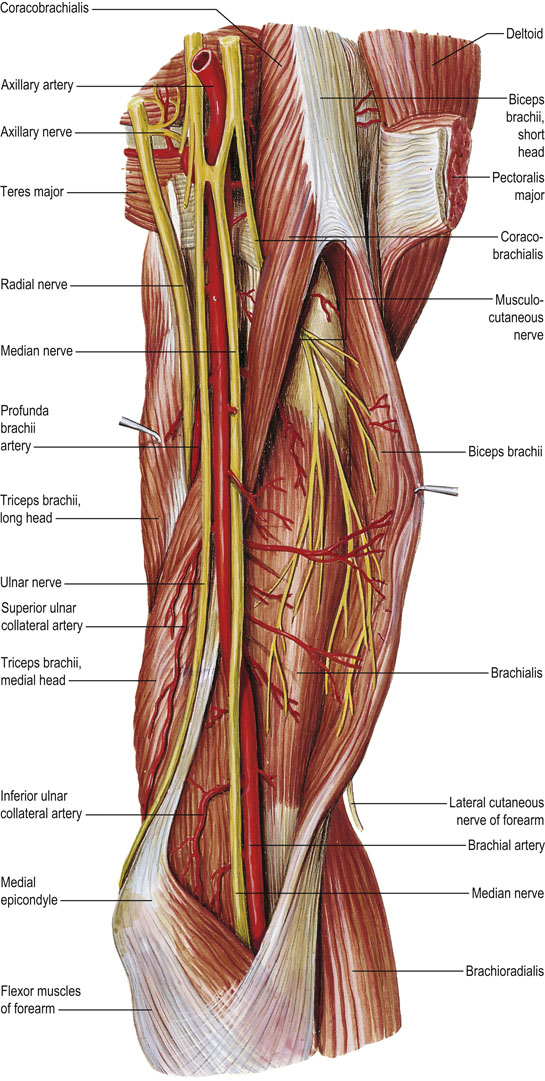 Coracobrachialis
Axillary artery
Axillary nerve
Teres major
Radial nerve
Median nerve
Profunda
brachii
artery
Triceps brachii,
long head
Ulnar nerve
Superior ulnar
collateral artery
Triceps brachii,
medial head
Inferior ulnar
collateral artery
Medial
epicondyle
Flexor muscles
of forearm
Deltoid
Biceps
brachii,
short
head
Pectoralis
major
Coraco-
brachialis
Musculo-
cutaneous
nerve
Biceps brachii
Brachialis
Lateral cutaneous
nerve of forearm
Brachial artery
Median nerve
Brachioradialis